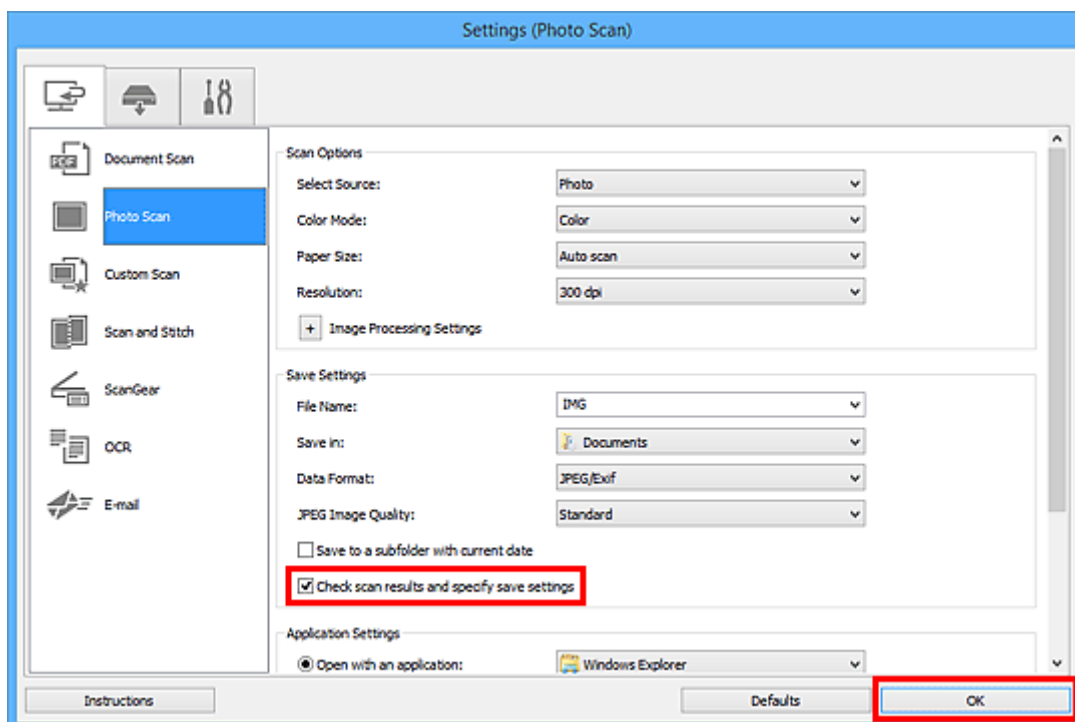 Settings (Photo Scan)
PDF
Document Scan
Photo Scan
Custom Scan
Scan and Stitch
ScanGear
OCR
E-mail
Scan Options
Select Source: Photo
Color Mode: Color
Paper Size: Auto scan
Resolution: 300 dpi
+ Image Processing Settings
Save Settings
File Name: IMG
Save in: Documents
Data Format: JPEG/Exif
JPEG Image Quality: Standard
Save to a subfolder with current date
Check scan results and specify save settings
Application Settings
Open with an application: Windows Explorer
Instructions Defaults OK